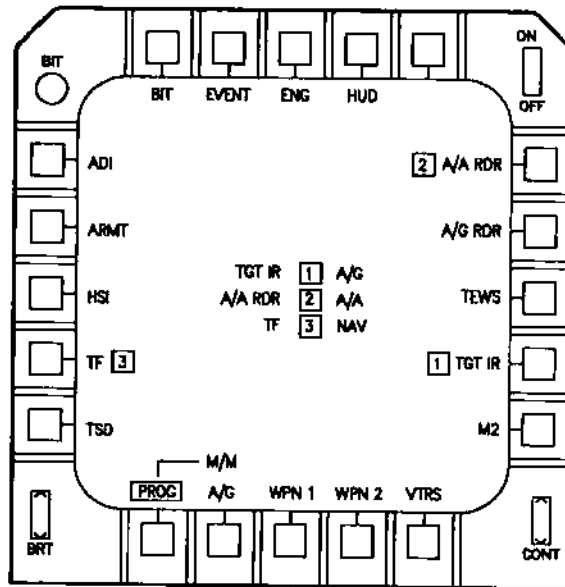 BIT
ON
OFF
BIT EVENT ENG HUD
ADI
2 A/A RDR
ARMT
A/G RDR
TGT IR 1 A/G
HSI
A/A RDR 2 A/A
TEWS
TF 3 NAV
TF 3
1 TGT IR
TSD
M2
M/M
PROG A/G WPN 1 WPN 2 VTRS
BRT
CONT